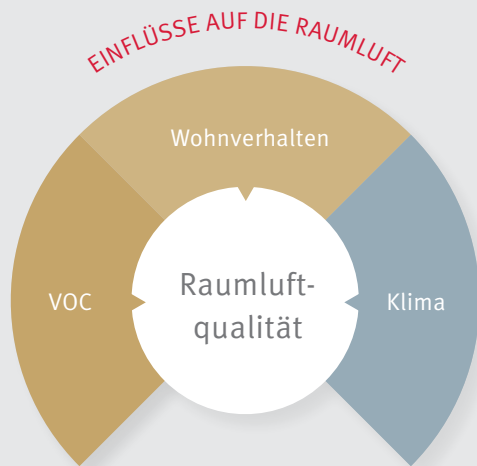 EINFLÜSSE AUF DIE RAUMLUFT
Wohnverhalten
VOC
Raumluft-
qualität
Klima